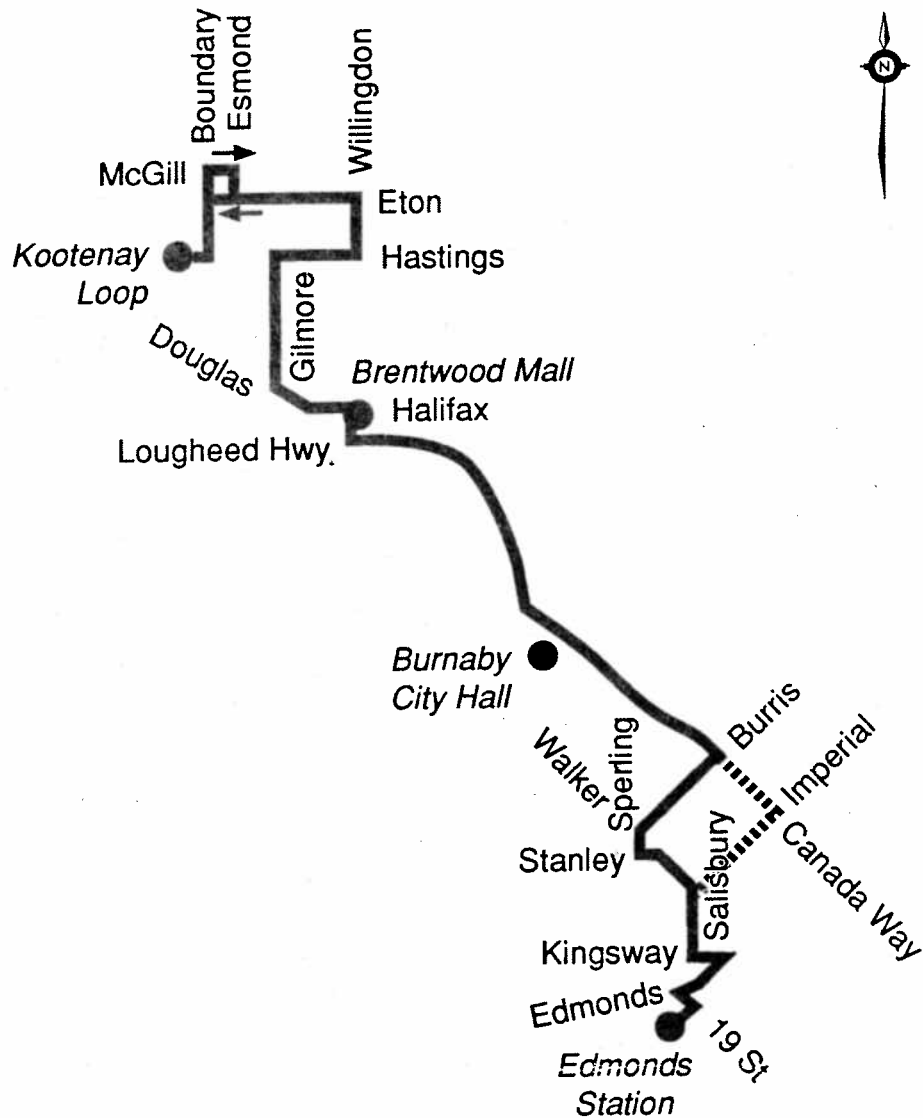 Boundary
Esmond
Willingdon
N
McGill
Eton
Kootenay
Loop
Hastings
Gilmore
Douglas
Brentwood Mall
Halifax
Lougheed Hwy.
Burnaby
City Hall
Burris
Walker
Sperling
Imperial
Stanley
Salisbury
Canada Way
Kingsway
Edmonds
19 St
Edmonds
Station